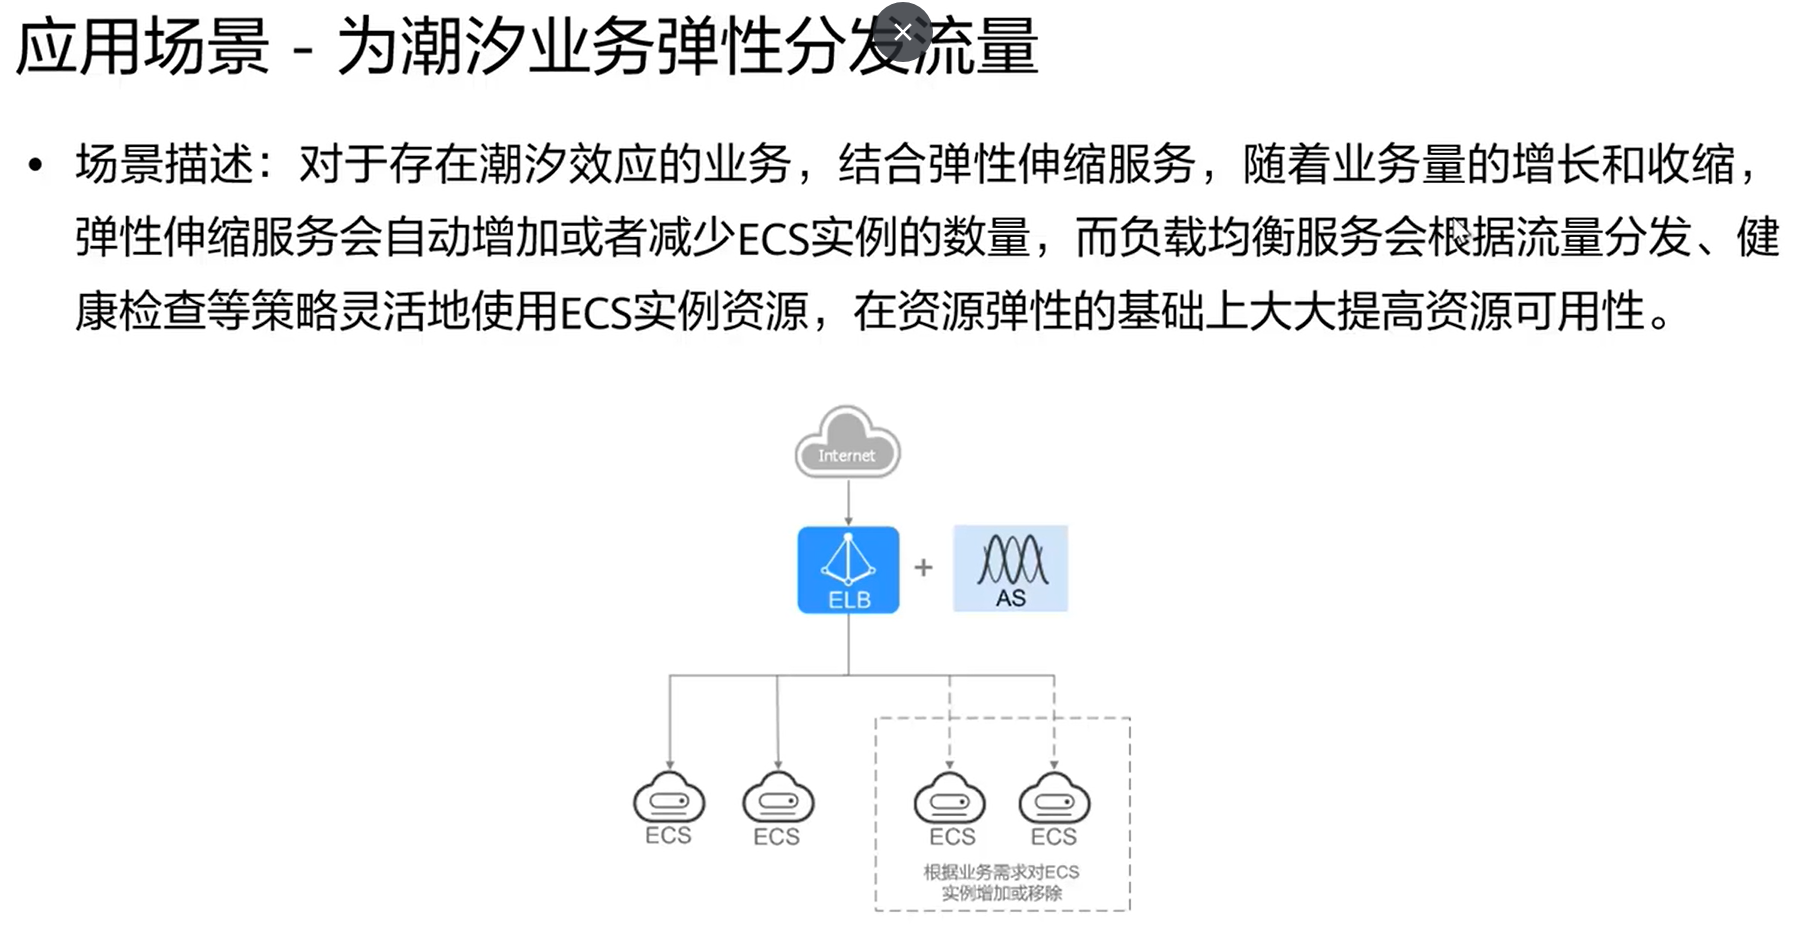 应用场景 - 为潮汐业务弹性分发流量
• 场景描述：对于存在潮汐效应的业务，结合弹性伸缩服务，随着业务量的增长和收缩，
弹性伸缩服务会自动增加或者减少ECS实例的数量，而负载均衡服务会根据流量分发、健
康检查等策略灵活地使用ECS实例资源，在资源弹性的基础上大大提高资源可用性。
Internet
ELB
+
AS
ECS
ECS
ECS
ECS
根据业务需求对ECS
实例增加或移除